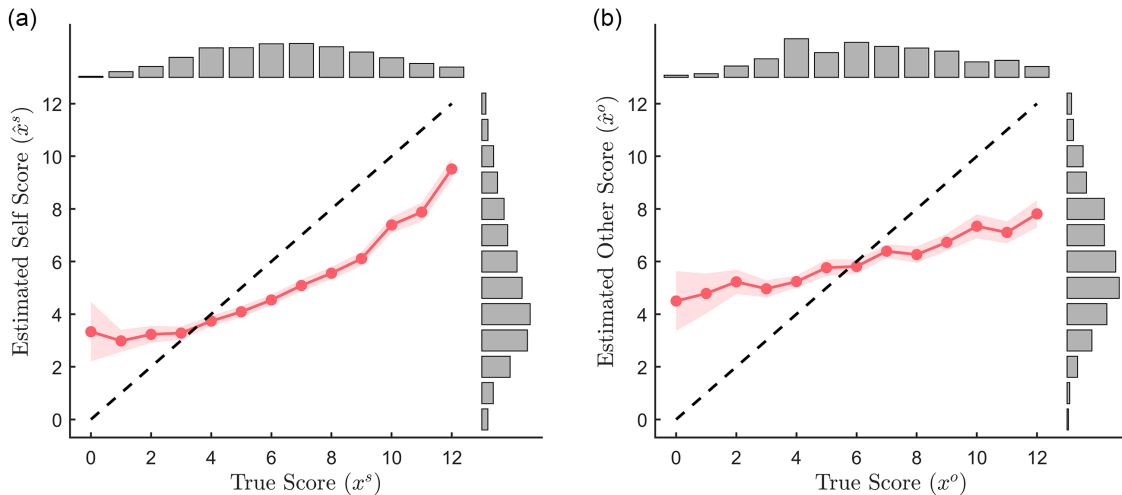 (a)
Estimated Self Score (x̂ˢ)
12
10
8
6
4
2
0
0 2 4 6 8 10 12
True Score (xˢ)
(b)
Estimated Other Score (x̂ᵒ)
12
10
8
6
4
2
0
0 2 4 6 8 10 12
True Score (xᵒ)